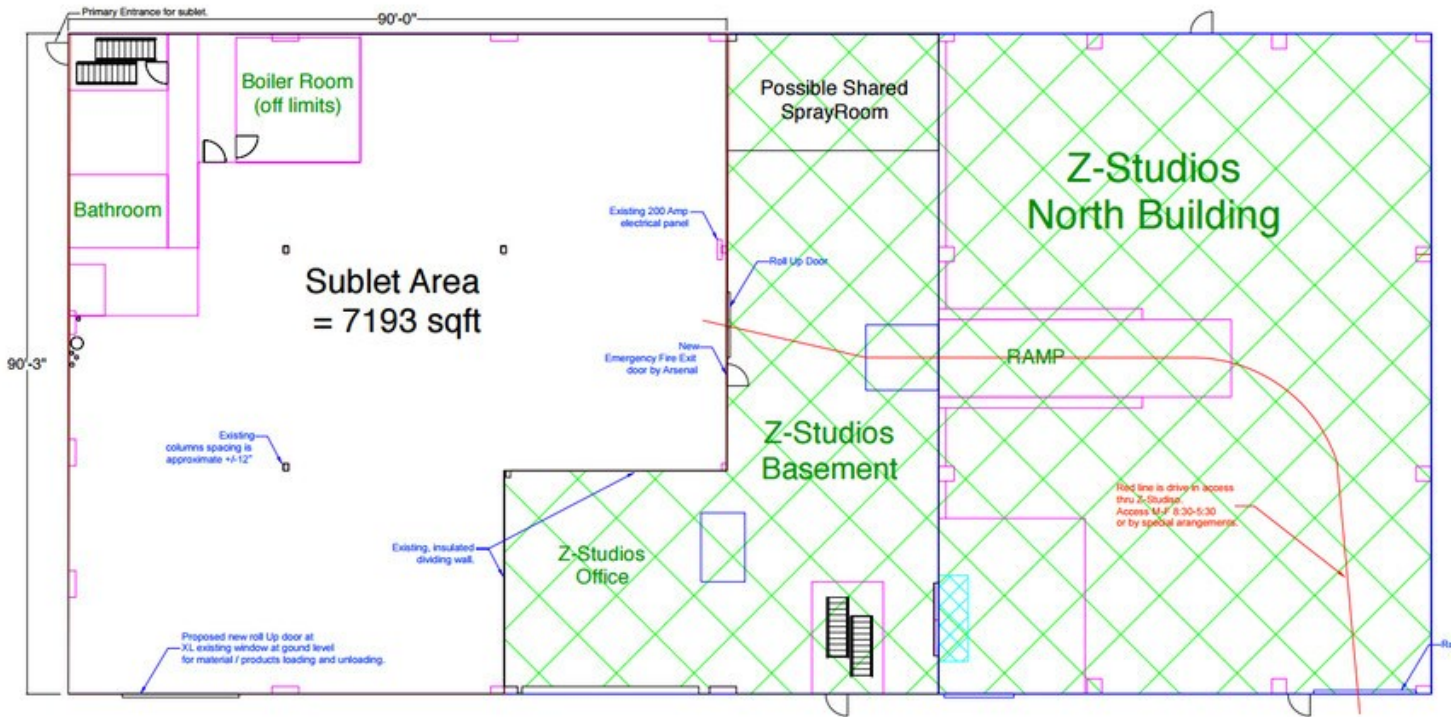 Primary Entrance for sublet.
90'-0"
Boiler Room
(off limits)
Possible Shared
SprayRoom
Z-Studios
North Building
Bathroom
Existing 200 Amp
electrical panel
Roll Up Door
Sublet Area
= 7193 sqft
90'-3"
New
Emergency Fire Exit
door by Arsenal
RAMP
Existing
columns spacing is
approximate +/-12"
Z-Studios
Basement
Red line is drive in access
thru Z-Studiso.
Access M-F 8:30-5:30
or by special arangements.
Existing, insulated
dividing wall.
Z-Studios
Office
Proposed new roll Up door at
XL existing window at gound level
for material / products loading and unloading.